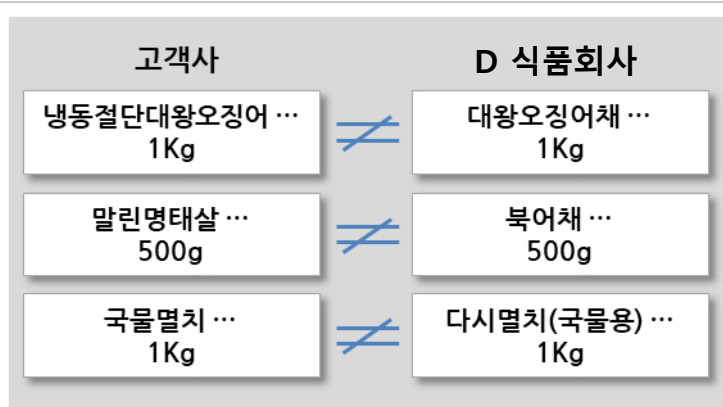 고객사
D 식품회사
냉동절단대왕오징어 …
1Kg
≠
대왕오징어채 …
1Kg
말린명태살 …
500g
≠
북어채 …
500g
국물멸치 …
1Kg
≠
다시멸치(국물용) …
1Kg